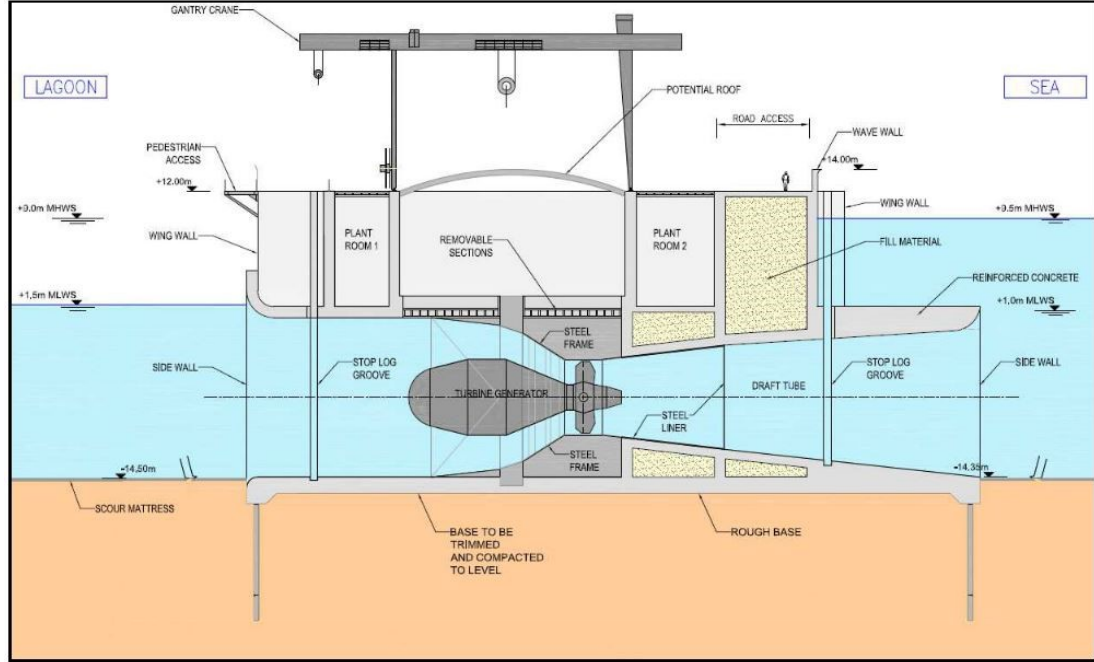 GANTRY CRANE
LAGOON
SEA
POTENTIAL ROOF
ROAD ACCESS
WAVE WALL
PEDESTRIAN
ACCESS
+14.00m
+12.00m
+9.0m MHWS
WING WALL
+9.5m MHWS
WING WALL
PLANT
ROOM 1
REMOVABLE
SECTIONS
PLANT
ROOM 2
FILL MATERIAL
REINFORCED CONCRETE
+1,5m MLWS
+1,0m MLWS
STEEL
FRAME
SIDE WALL
STOP LOG
GROOVE
TURBINE GENERATOR
DRAFT TUBE
STOP LOG
GROOVE
SIDE WALL
STEEL
LINER
STEEL
FRAME
-14,50m
-14,35m
SCOUR MATTRESS
BASE TO BE
TRIMMED
AND COMPACTED
TO LEVEL
ROUGH BASE